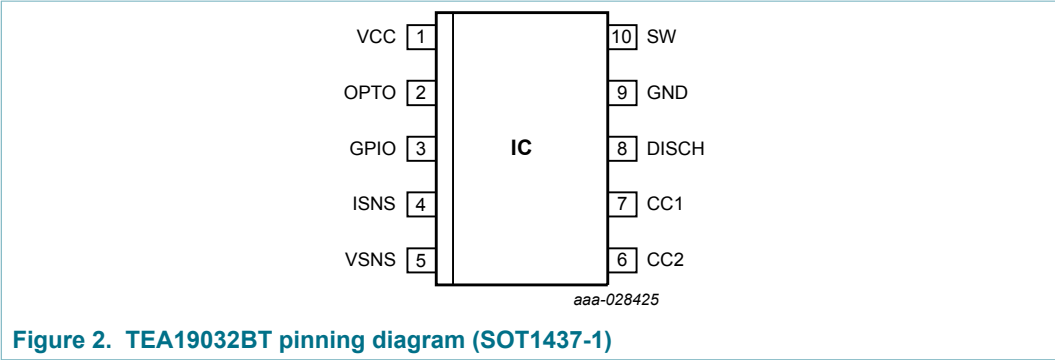 VCC 1 10 SW
OPTO 2 9 GND
GPIO 3 IC 8 DISCH
ISNS 4 7 CC1
VSNS 5 6 CC2
aaa-028425
Figure 2. TEA19032BT pinning diagram (SOT1437-1)